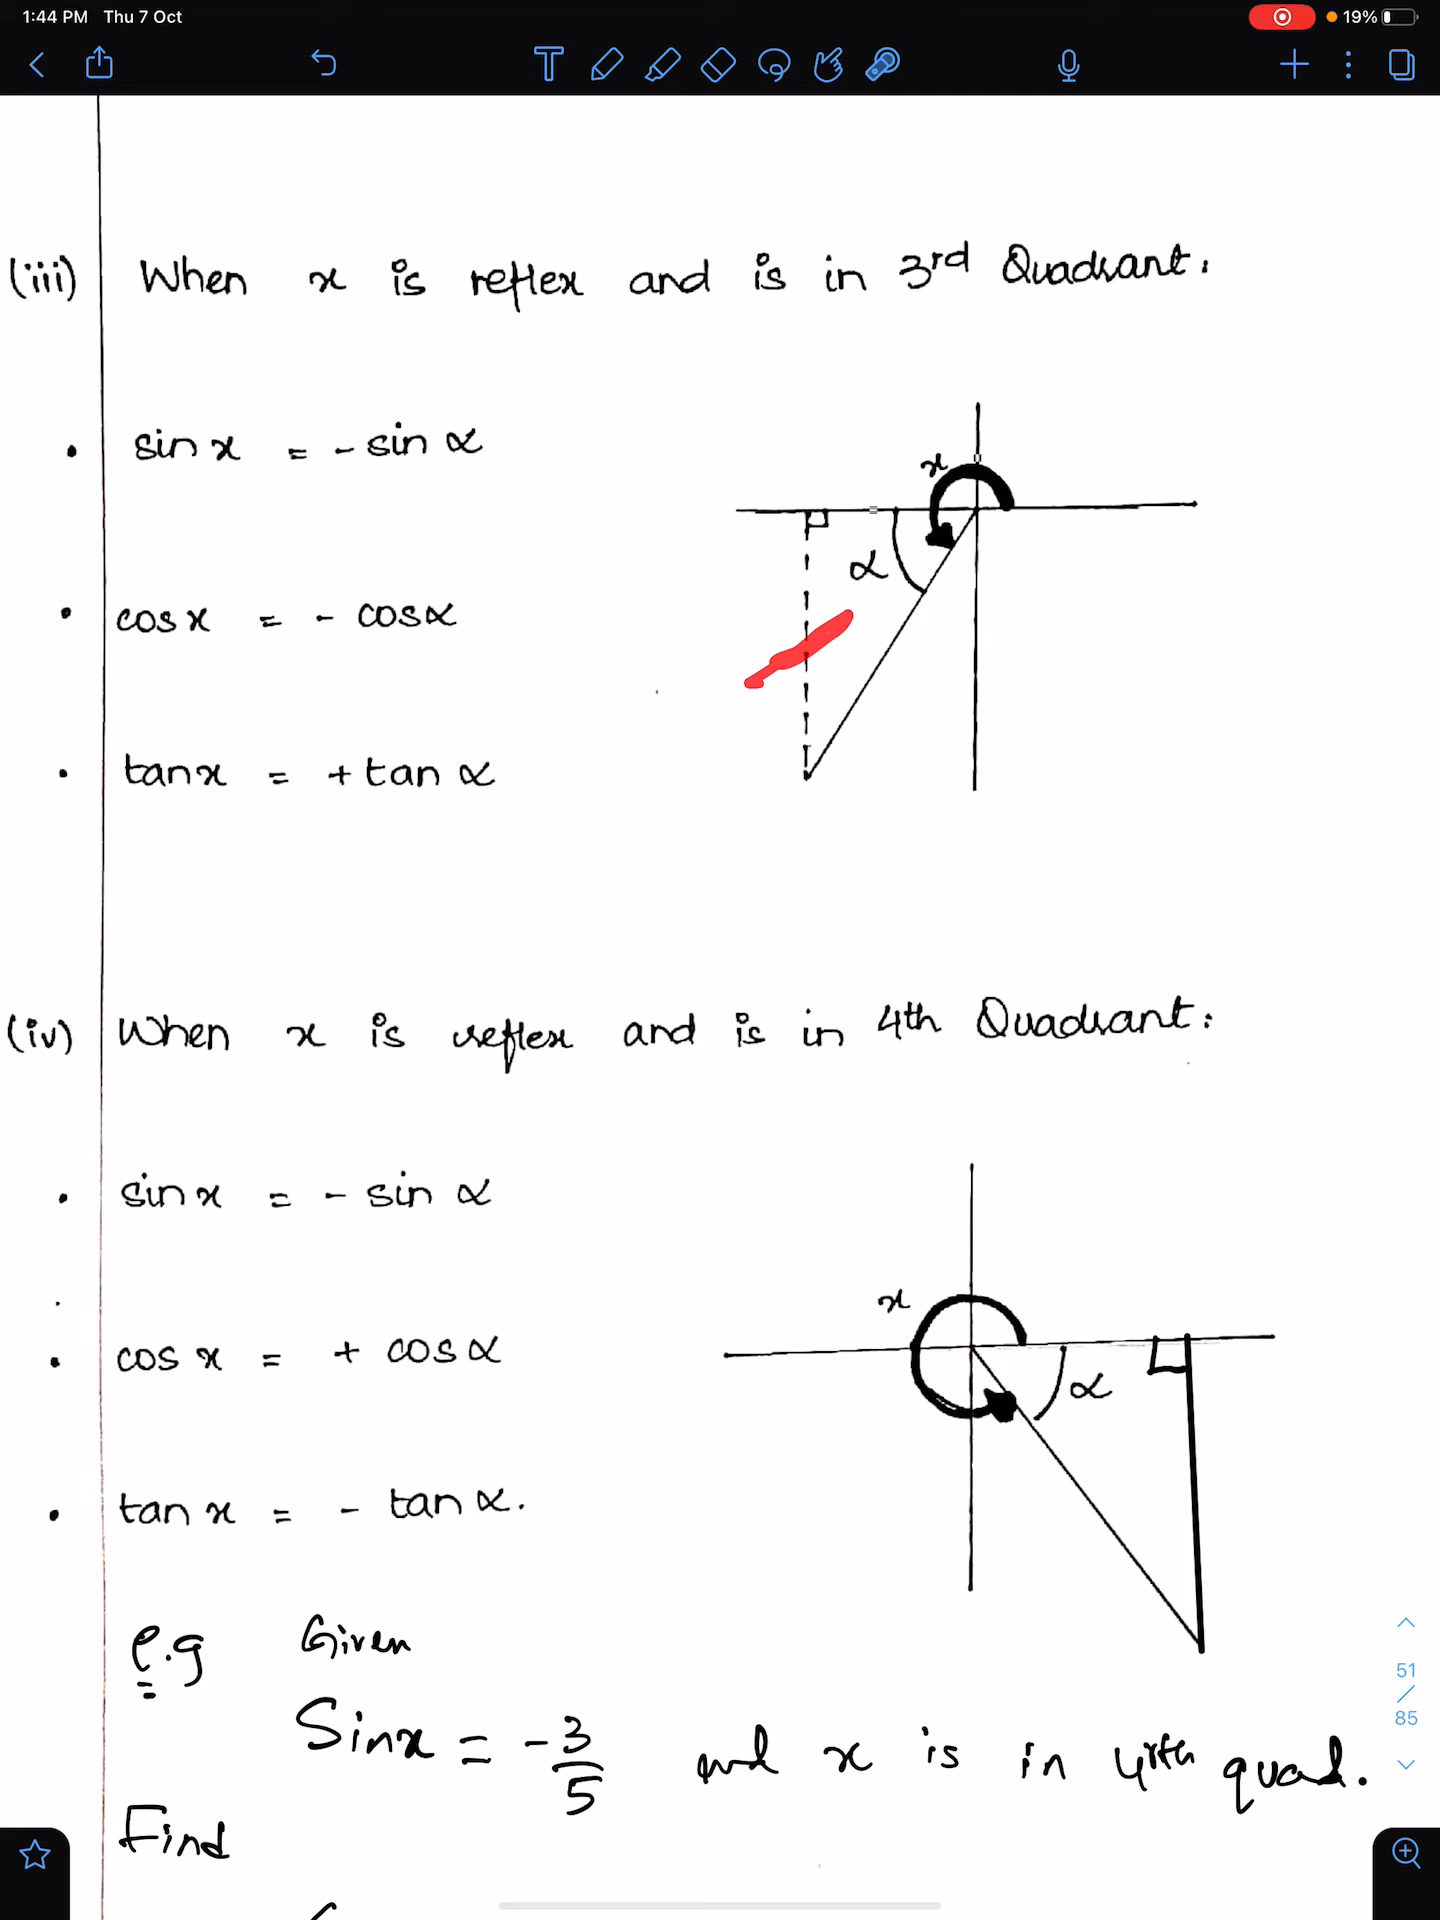 1:44 PM Thu 7 Oct
19%
T
(iii) When x is reflex and is in 3rd Quadrant:
• sin x = - sin α
x
α
• cos x = - cos α
• tan x = + tan α
(iv) When x is reflex and is in 4th Quadrant:
• sin x = - sin α
x
α
• cos x = + cos α
• tan x = - tan α.
e.g Given
51
/
85
Sinx = -3/5 and x is in 4rth quad.
Find